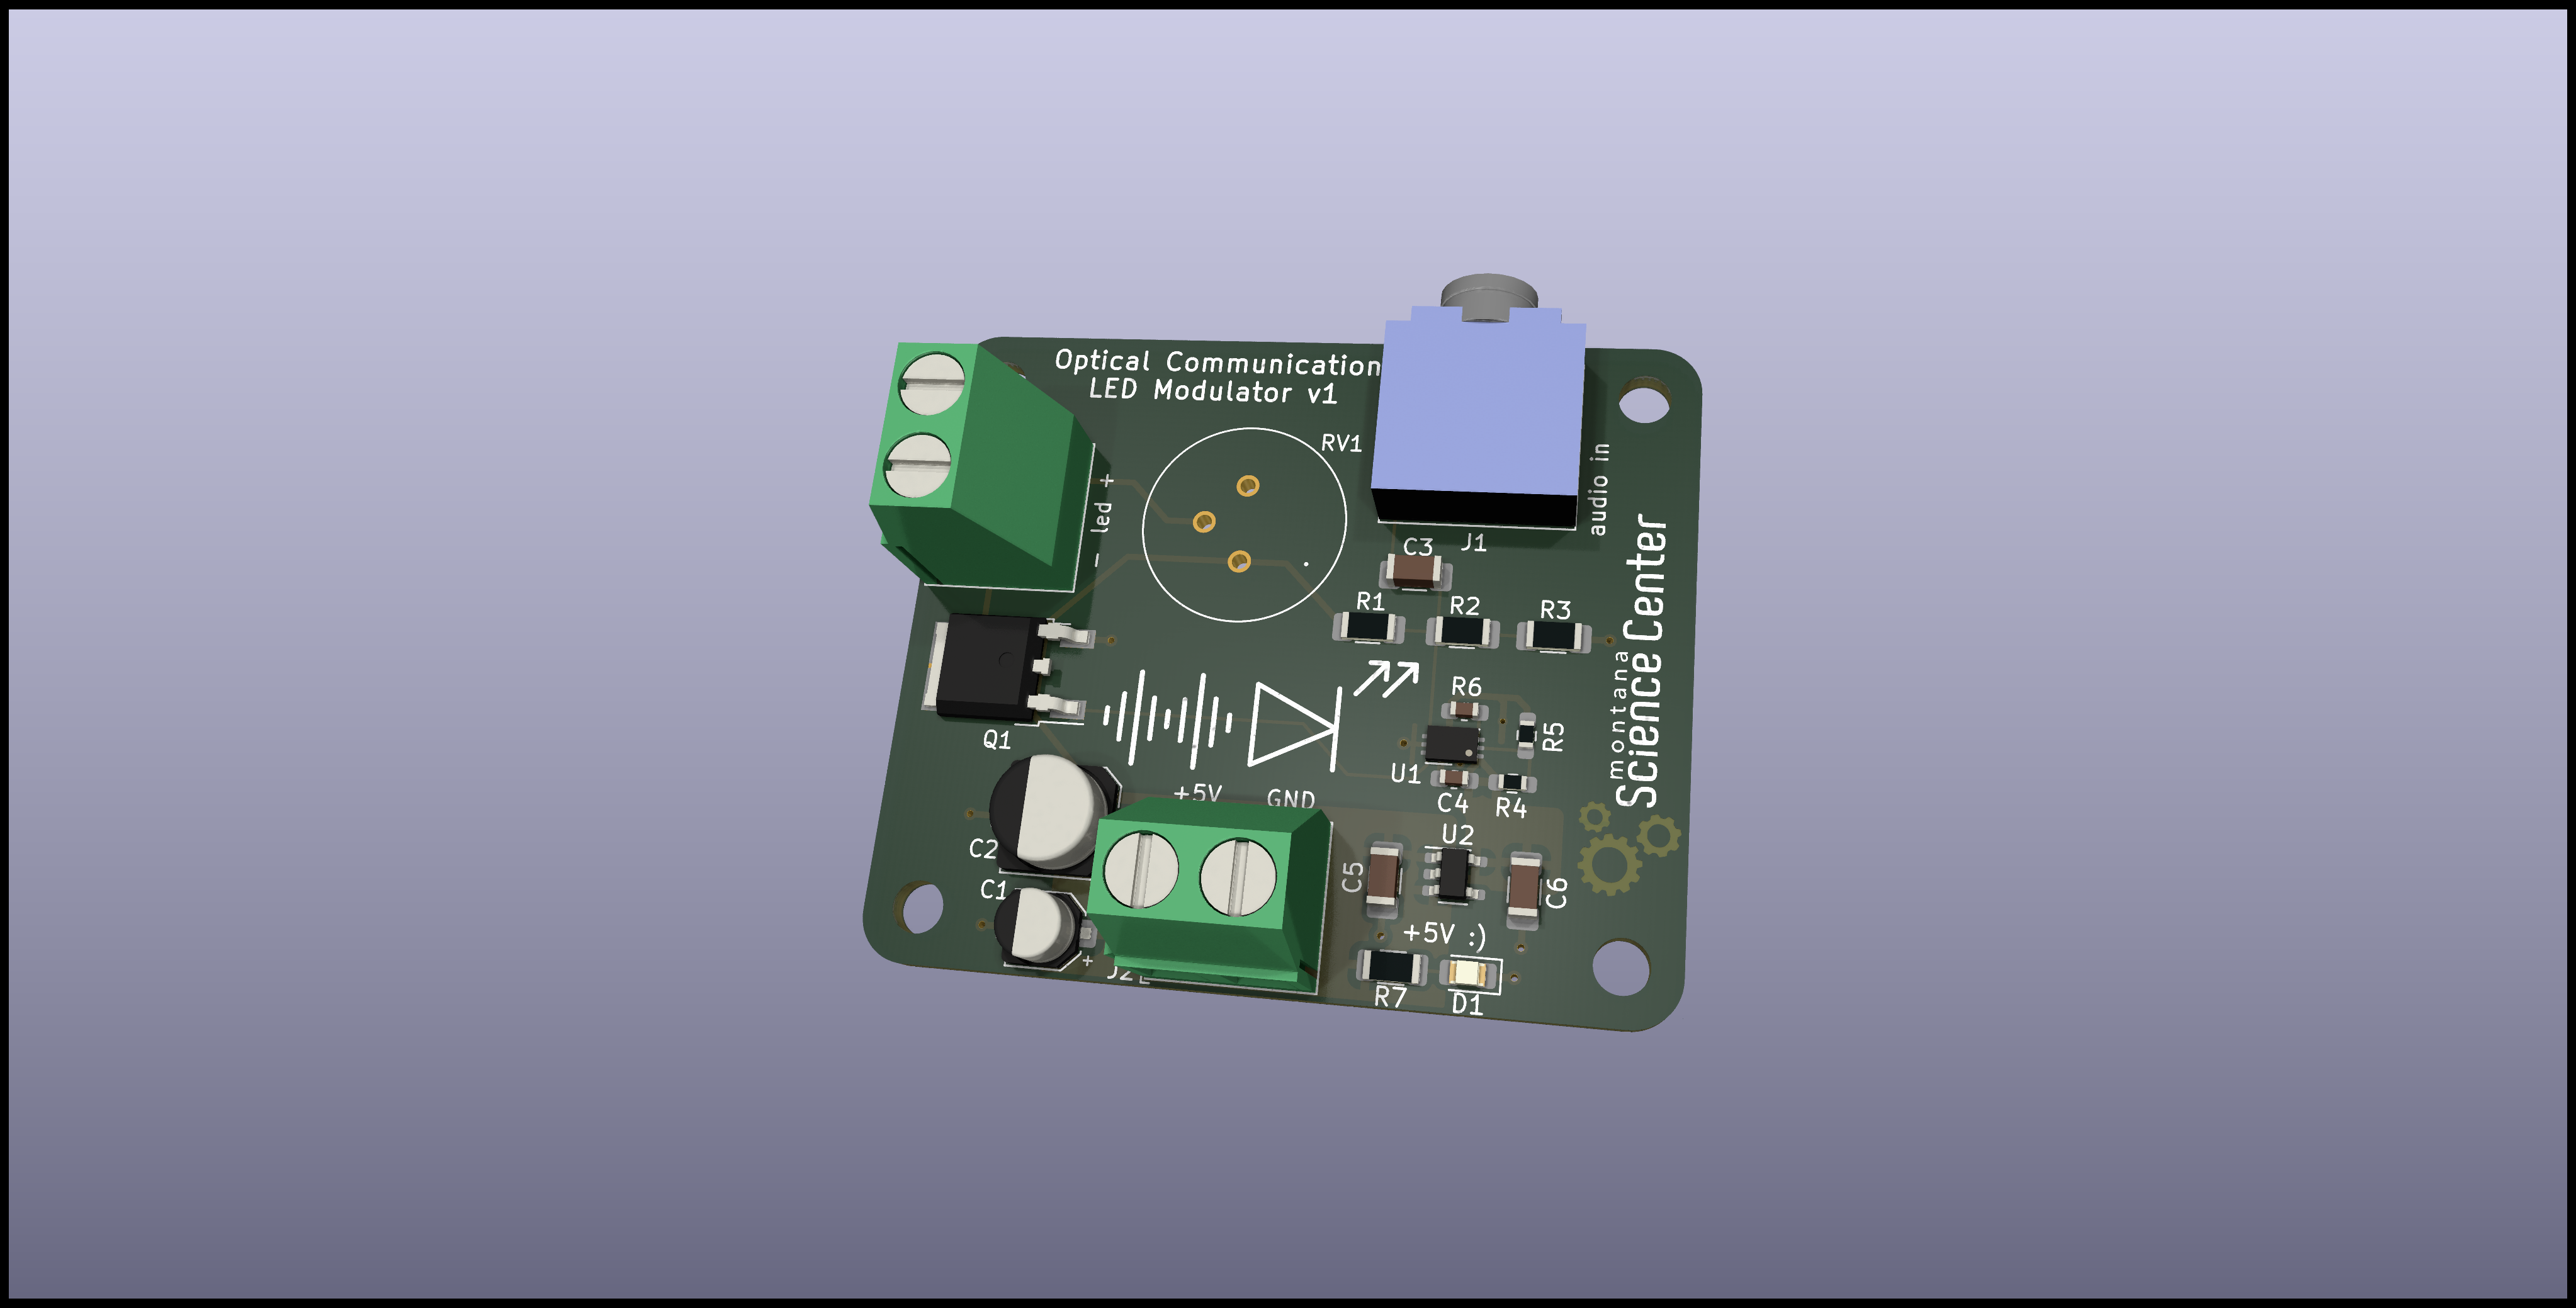 Optical Communication
LED Modulator v1
RV1
+
led
-
audio in
J1
C3
R1
R2
R3
montana
Science Center
R6
R5
U1
C4
R4
Q1
+5V
GND
C2
U2
C5
C6
C1
+
J2
+5V :)
R7
D1